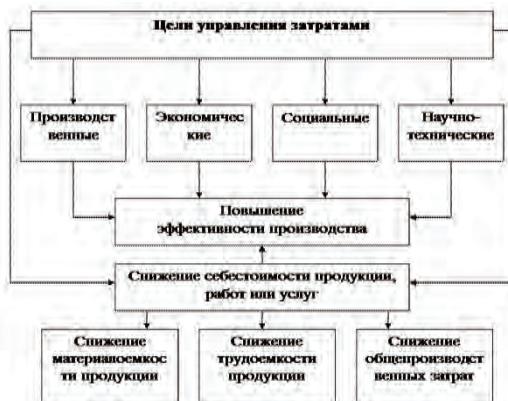 Цели управления затратами
Производст
венные
Экономичес
кие
Социальные
Научно-
технические
Повышение
эффективности производства
Снижение себестоимости продукции,
работ или услуг
Снижение
материалоемкос
ти продукции
Снижение
трудоемкости
продукции
Снижение
общепроизводст
венных затрат